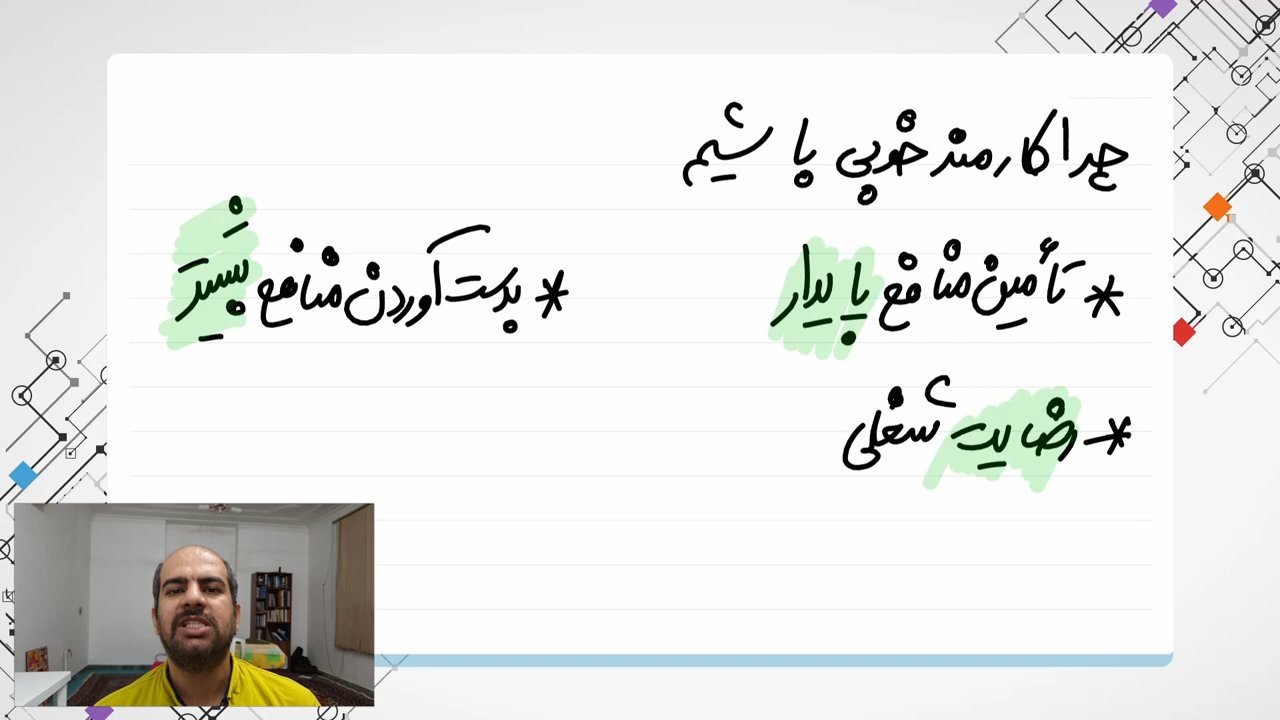 چرا کارمند خوبی باشیم
* تأمین منافع پایدار
* بدست آوردن منافع بیشتر
* رضایت شغلی